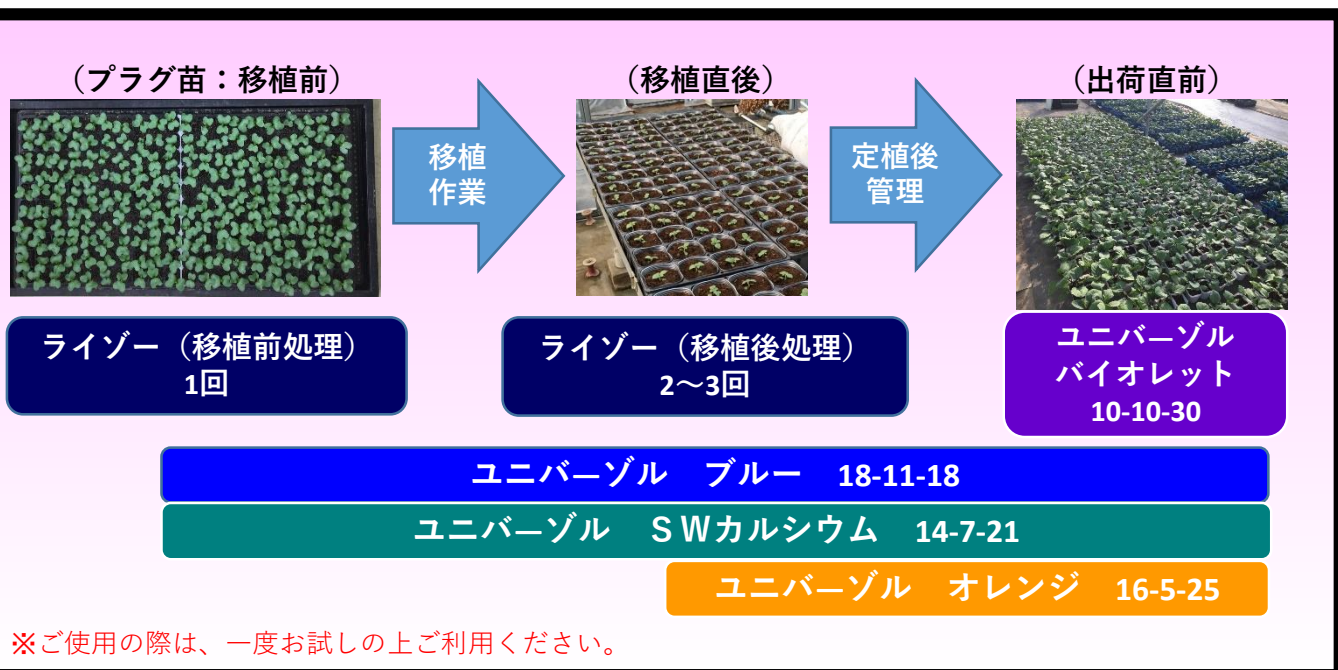 （プラグ苗：移植前）
（移植直後）
（出荷直前）
移植
作業
定植後
管理
ライゾー（移植前処理）
1回
ライゾー（移植後処理）
2～3回
ユニバーゾル
バイオレット
10-10-30
ユニバーゾル　ブルー　18-11-18
ユニバーゾル　ＳＷカルシウム　14-7-21
ユニバーゾル　オレンジ　16-5-25
※ご使用の際は、一度お試しの上ご利用ください。